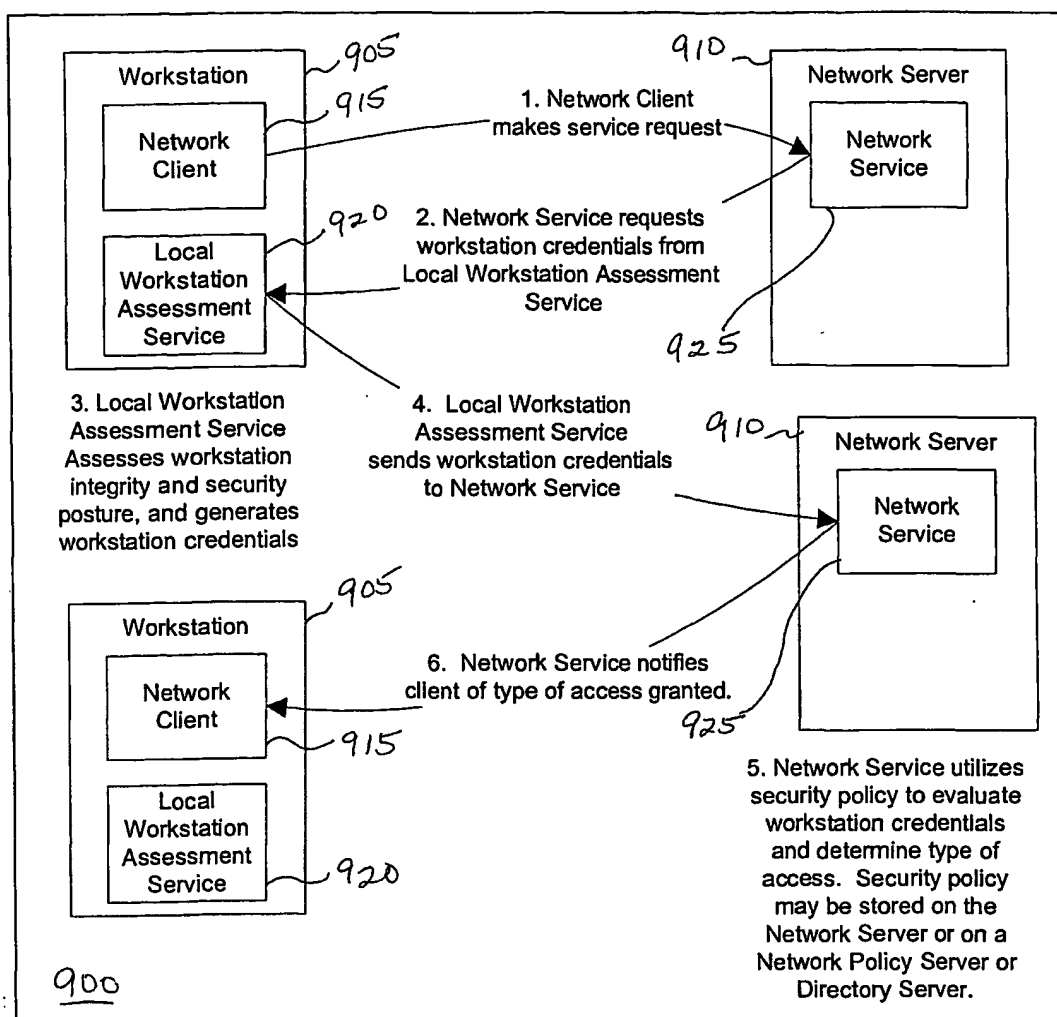 905
Workstation
915
Network
Client
920
Local
Workstation
Assessment
Service
1. Network Client
makes service request
910
Network Server
Network
Service
2. Network Service requests
workstation credentials from
Local Workstation Assessment
Service
925
3. Local Workstation
Assessment Service
Assesses workstation
integrity and security
posture, and generates
workstation credentials
4. Local Workstation
Assessment Service
sends workstation credentials
to Network Service
910
Network Server
Network
Service
925
905
Workstation
Network
Client
915
Local
Workstation
Assessment
Service
920
6. Network Service notifies
client of type of access granted.
5. Network Service utilizes
security policy to evaluate
workstation credentials
and determine type of
access. Security policy
may be stored on the
Network Server or on a
Network Policy Server or
Directory Server.
900